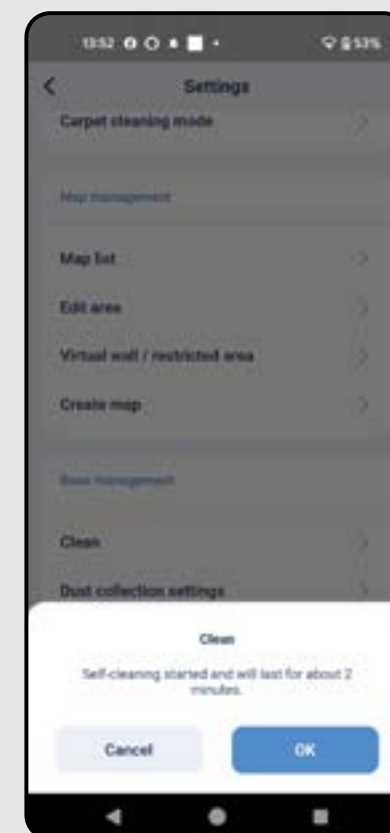 13:52 53%
Settings
Carpet cleaning mode
Map management
Map list
Edit area
Virtual wall / restricted area
Create map
Base management
Clean
Dust collection settings
Clean
Self-cleaning started and will last for about 2
minutes.
Cancel OK